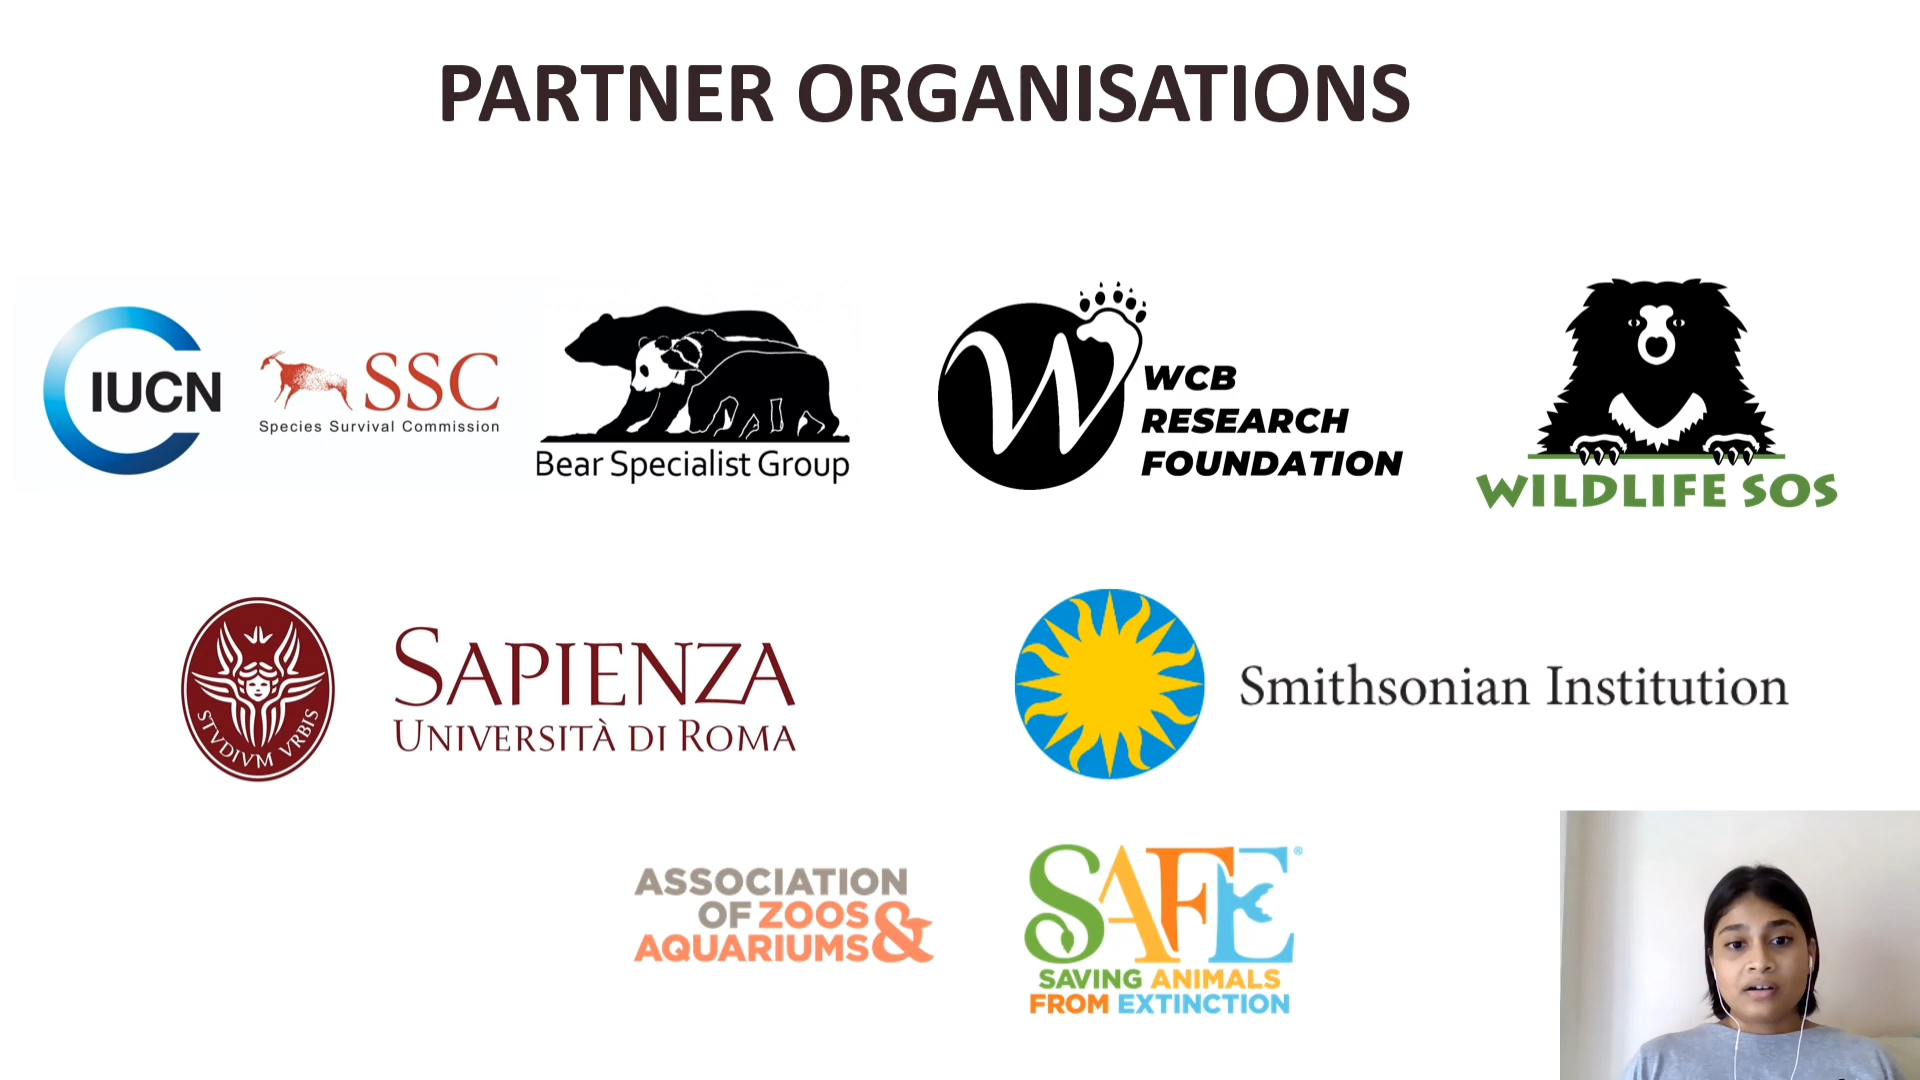 PARTNER ORGANISATIONS
IUCN
SSC
Species Survival Commission
Bear Specialist Group
WCB
RESEARCH
FOUNDATION
WILDLIFE SOS
STVDIVM VRBIS
SAPIENZA
UNIVERSITÀ DI ROMA
Smithsonian Institution
ASSOCIATION
OF ZOOS &
AQUARIUMS
SAFE®
SAVING ANIMALS
FROM EXTINCTION